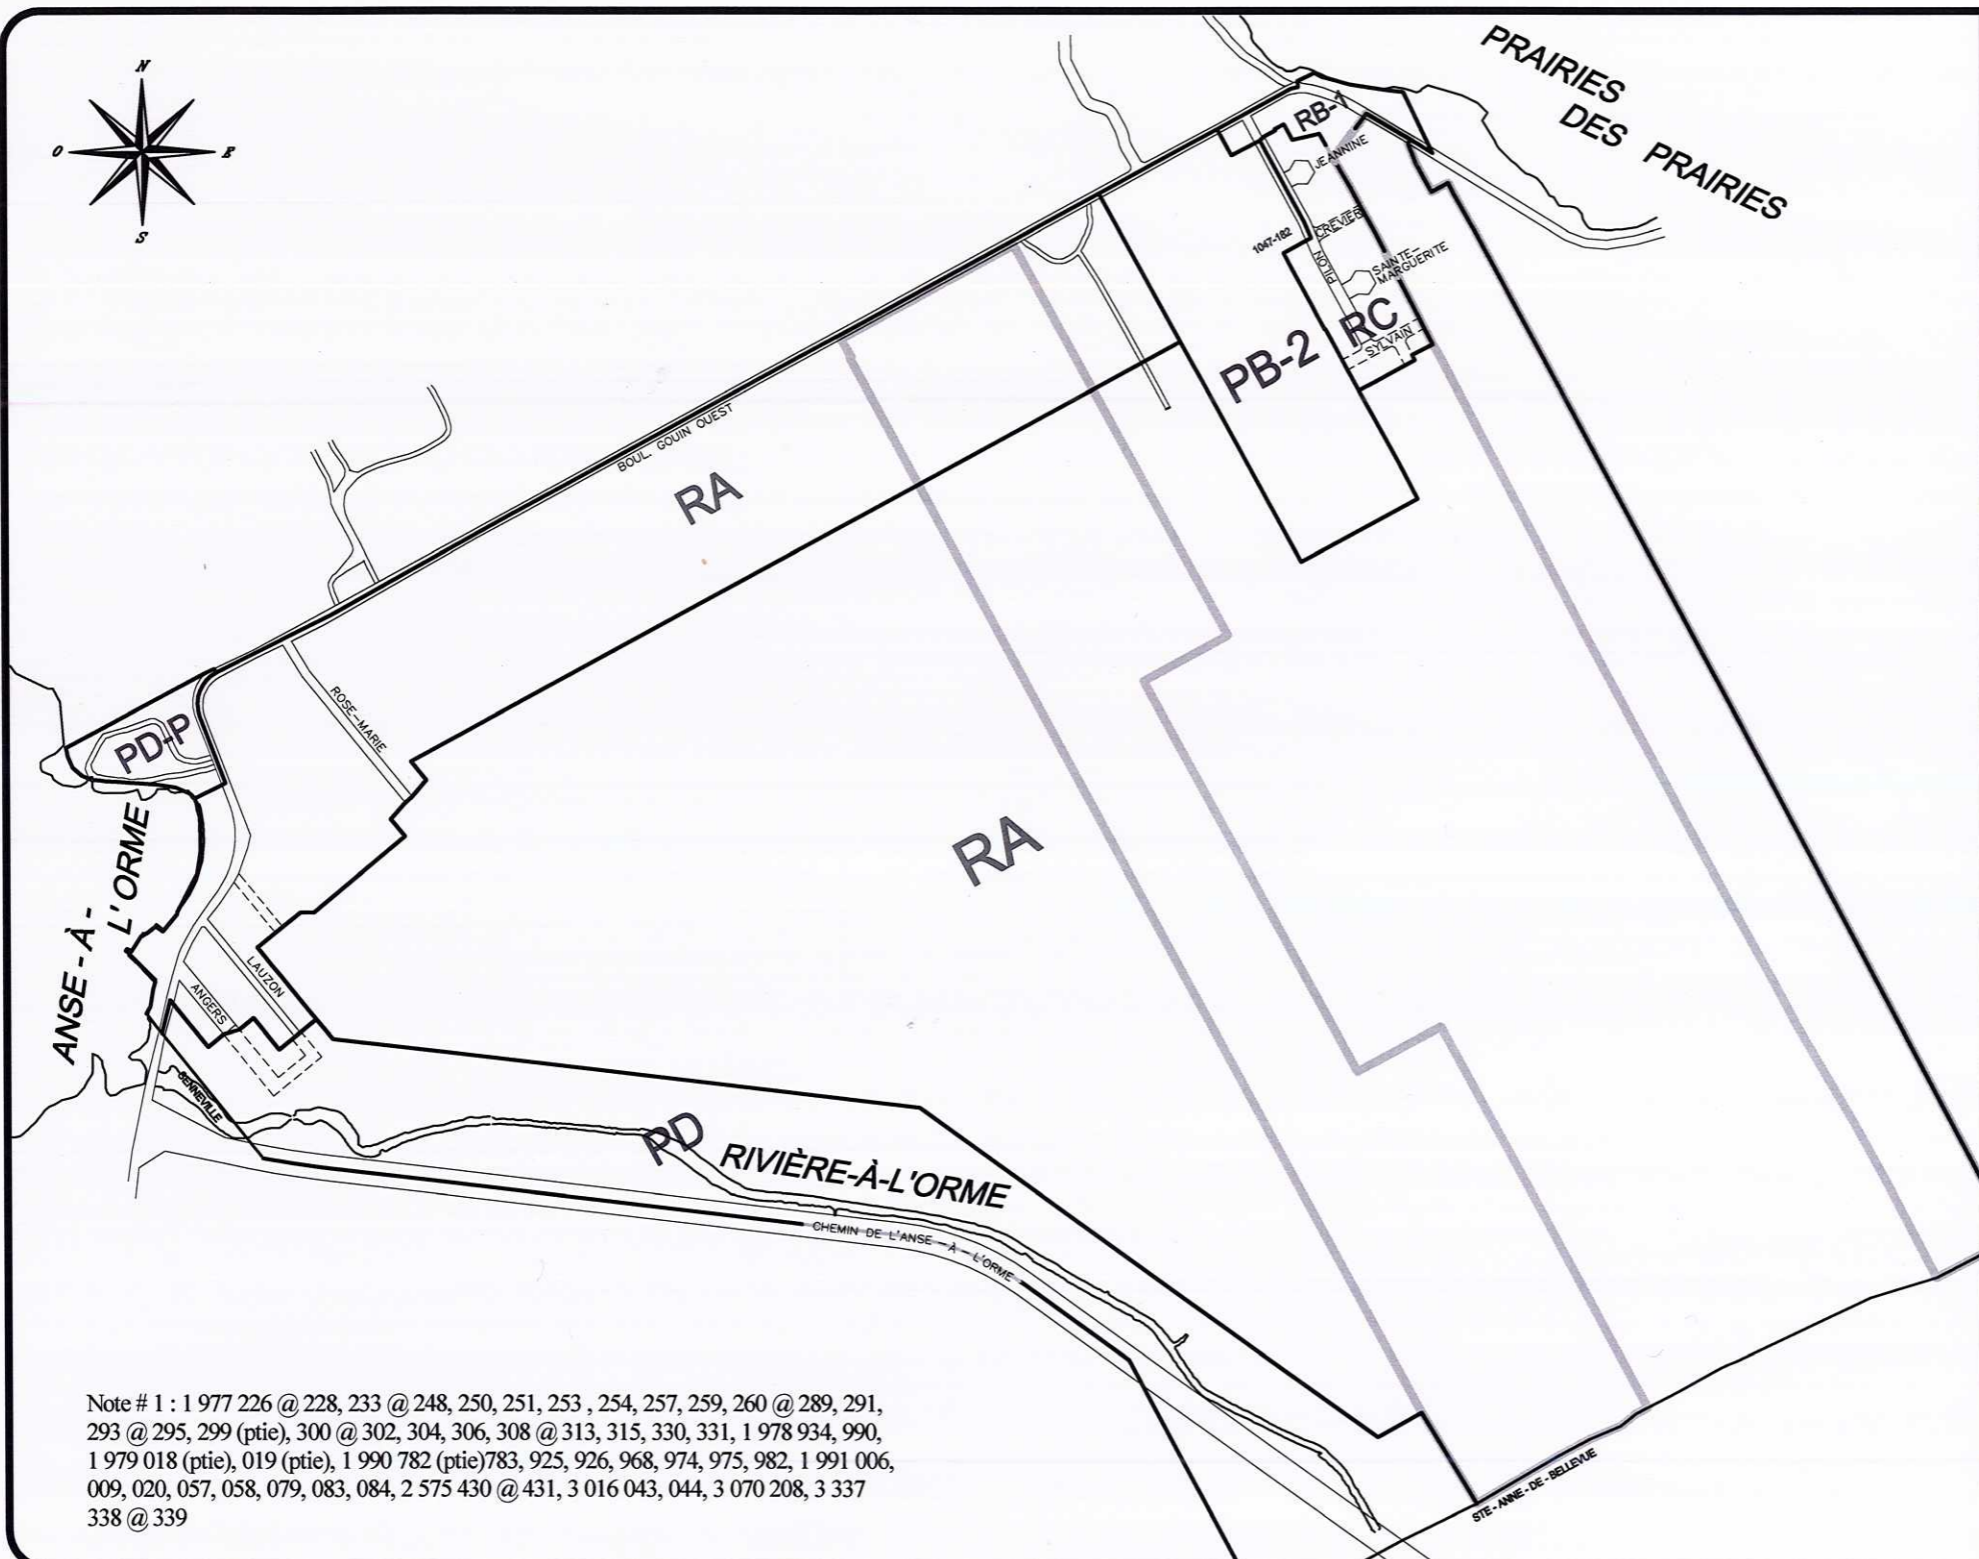 N
O
E
S
PRAIRIES
DES PRAIRIES
RB-1
JEANNINE
CREVIER
1047-182
PILON
SAINTE-
MARGUERITE
RC
SYLVAIN
PB-2
BOUL. GOUIN OUEST
RA
ROSE-MARIE
PD-P
RA
ANSE - À -
L'ORME
LAUZON
ANGERS
SENNEVILLE
PD
RIVIÈRE-À-L'ORME
CHEMIN DE L'ANSE - À - L'ORME
STE - ANNE - DE - BELLEVUE
Note # 1 : 1 977 226 @ 228, 233 @ 248, 250, 251, 253 , 254, 257, 259, 260 @ 289, 291,
293 @ 295, 299 (ptie), 300 @ 302, 304, 306, 308 @ 313, 315, 330, 331, 1 978 934, 990,
1 979 018 (ptie), 019 (ptie), 1 990 782 (ptie)783, 925, 926, 968, 974, 975, 982, 1 991 006,
009, 020, 057, 058, 079, 083, 084, 2 575 430 @ 431, 3 016 043, 044, 3 070 208, 3 337
338 @ 339